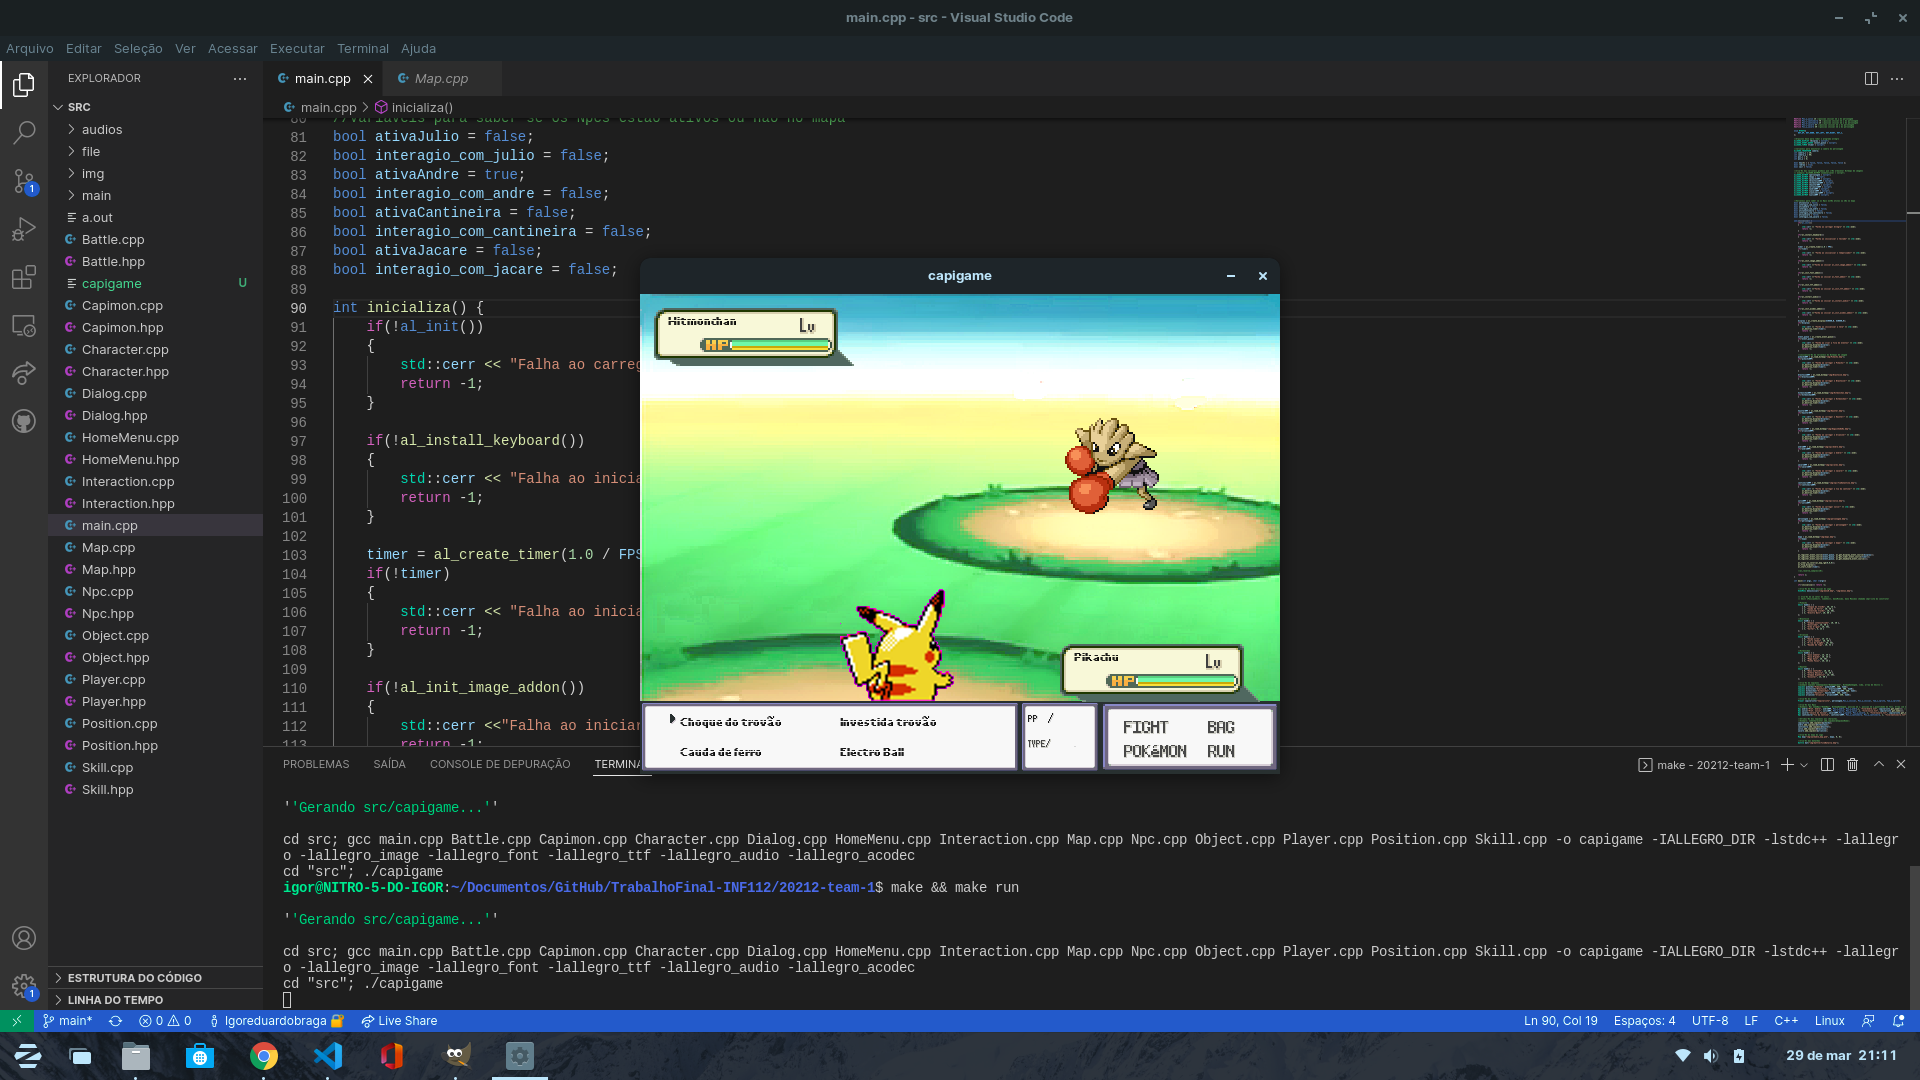 main.cpp - src - Visual Studio Code
Arquivo Editar Seleção Ver Acessar Executar Terminal Ajuda
EXPLORADOR
SRC
audios
file
img
main
a.out
Battle.cpp
Battle.hpp
capigame U
Capimon.cpp
Capimon.hpp
Character.cpp
Character.hpp
Dialog.cpp
Dialog.hpp
HomeMenu.cpp
HomeMenu.hpp
Interaction.cpp
Interaction.hpp
main.cpp
Map.cpp
Map.hpp
Npc.cpp
Npc.hpp
Object.cpp
Object.hpp
Player.cpp
Player.hpp
Position.cpp
Position.hpp
Skill.cpp
Skill.hpp
ESTRUTURA DO CÓDIGO
LINHA DO TEMPO
1
1
main.cpp Map.cpp
main.cpp > inicializa()
80 //variaveis para saber se os Npcs estao ativos ou nao no mapa
81 bool ativaJulio = false;
82 bool interagio_com_julio = false;
83 bool ativaAndre = true;
84 bool interagio_com_andre = false;
85 bool ativaCantineira = false;
86 bool interagio_com_cantineira = false;
87 bool ativaJacare = false;
88 bool interagio_com_jacare = false;
89
90 int inicializa() {
91 if(!al_init())
92 {
93 std::cerr << "Falha ao carreg
94 return -1;
95 }
96
97 if(!al_install_keyboard())
98 {
99 std::cerr << "Falha ao inicia
100 return -1;
101 }
102
103 timer = al_create_timer(1.0 / FPS
104 if(!timer)
105 {
106 std::cerr << "Falha ao inicia
107 return -1;
108 }
109
110 if(!al_init_image_addon())
111 {
112 std::cerr <<"Falha ao iniciar
113 return -1;
capigame
Hitmonchan Lv
HP
Pikachu Lv
HP
Choque do trovão Investida trovão
Cauda de ferro Electro Ball
PP /
TYPE/
FIGHT BAG
POKéMON RUN
PROBLEMAS SAÍDA CONSOLE DE DEPURAÇÃO TERMINA
make - 20212-team-1
''Gerando src/capigame...''
cd src; gcc main.cpp Battle.cpp Capimon.cpp Character.cpp Dialog.cpp HomeMenu.cpp Interaction.cpp Map.cpp Npc.cpp Object.cpp Player.cpp Position.cpp Skill.cpp -o capigame -IALLEGRO_DIR -lstdc++ -lallegr
o -lallegro_image -lallegro_font -lallegro_ttf -lallegro_audio -lallegro_acodec
cd "src"; ./capigame
igor@NITRO-5-DO-IGOR:~/Documentos/GitHub/TrabalhoFinal-INF112/20212-team-1$ make && make run
''Gerando src/capigame...''
cd src; gcc main.cpp Battle.cpp Capimon.cpp Character.cpp Dialog.cpp HomeMenu.cpp Interaction.cpp Map.cpp Npc.cpp Object.cpp Player.cpp Position.cpp Skill.cpp -o capigame -IALLEGRO_DIR -lstdc++ -lallegr
o -lallegro_image -lallegro_font -lallegro_ttf -lallegro_audio -lallegro_acodec
cd "src"; ./capigame
main* 0 0 Igoreduardobraga Live Share
Ln 90, Col 19 Espaços: 4 UTF-8 LF C++ Linux
29 de mar 21:11